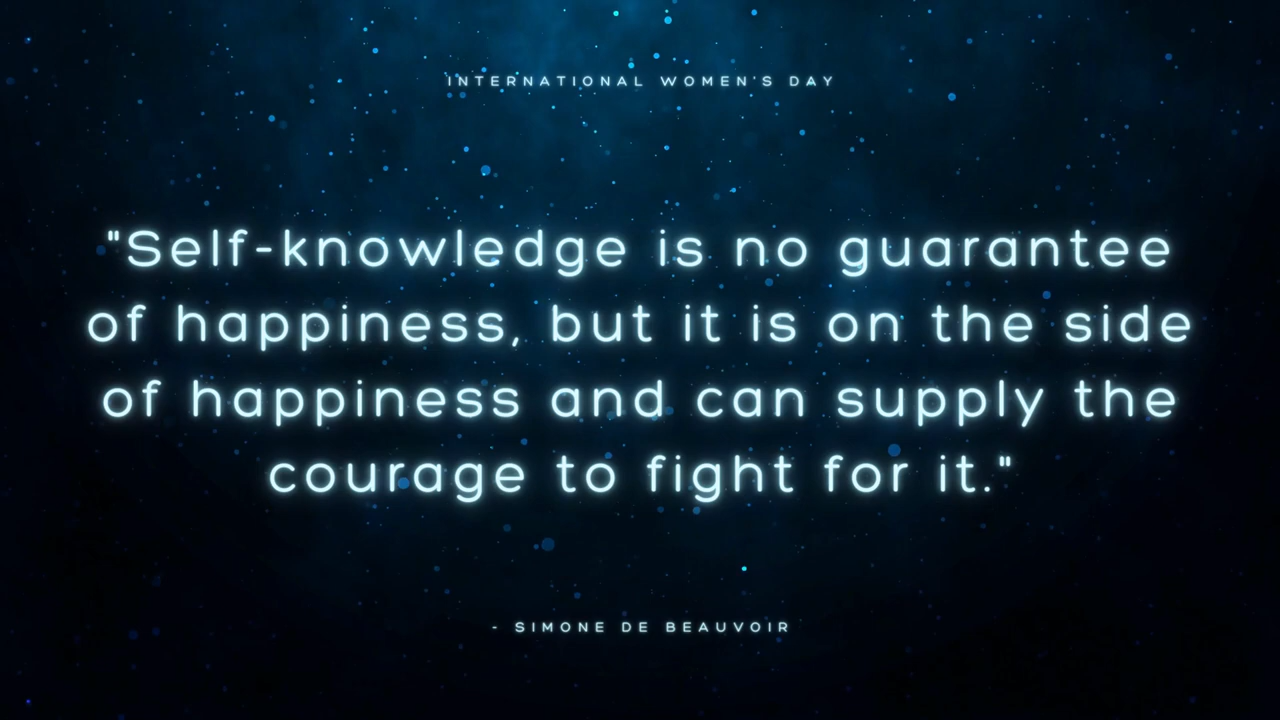 INTERNATIONAL WOMEN'S DAY
"Self-knowledge is no guarantee
of happiness, but it is on the side
of happiness and can supply the
courage to fight for it."
- SIMONE DE BEAUVOIR